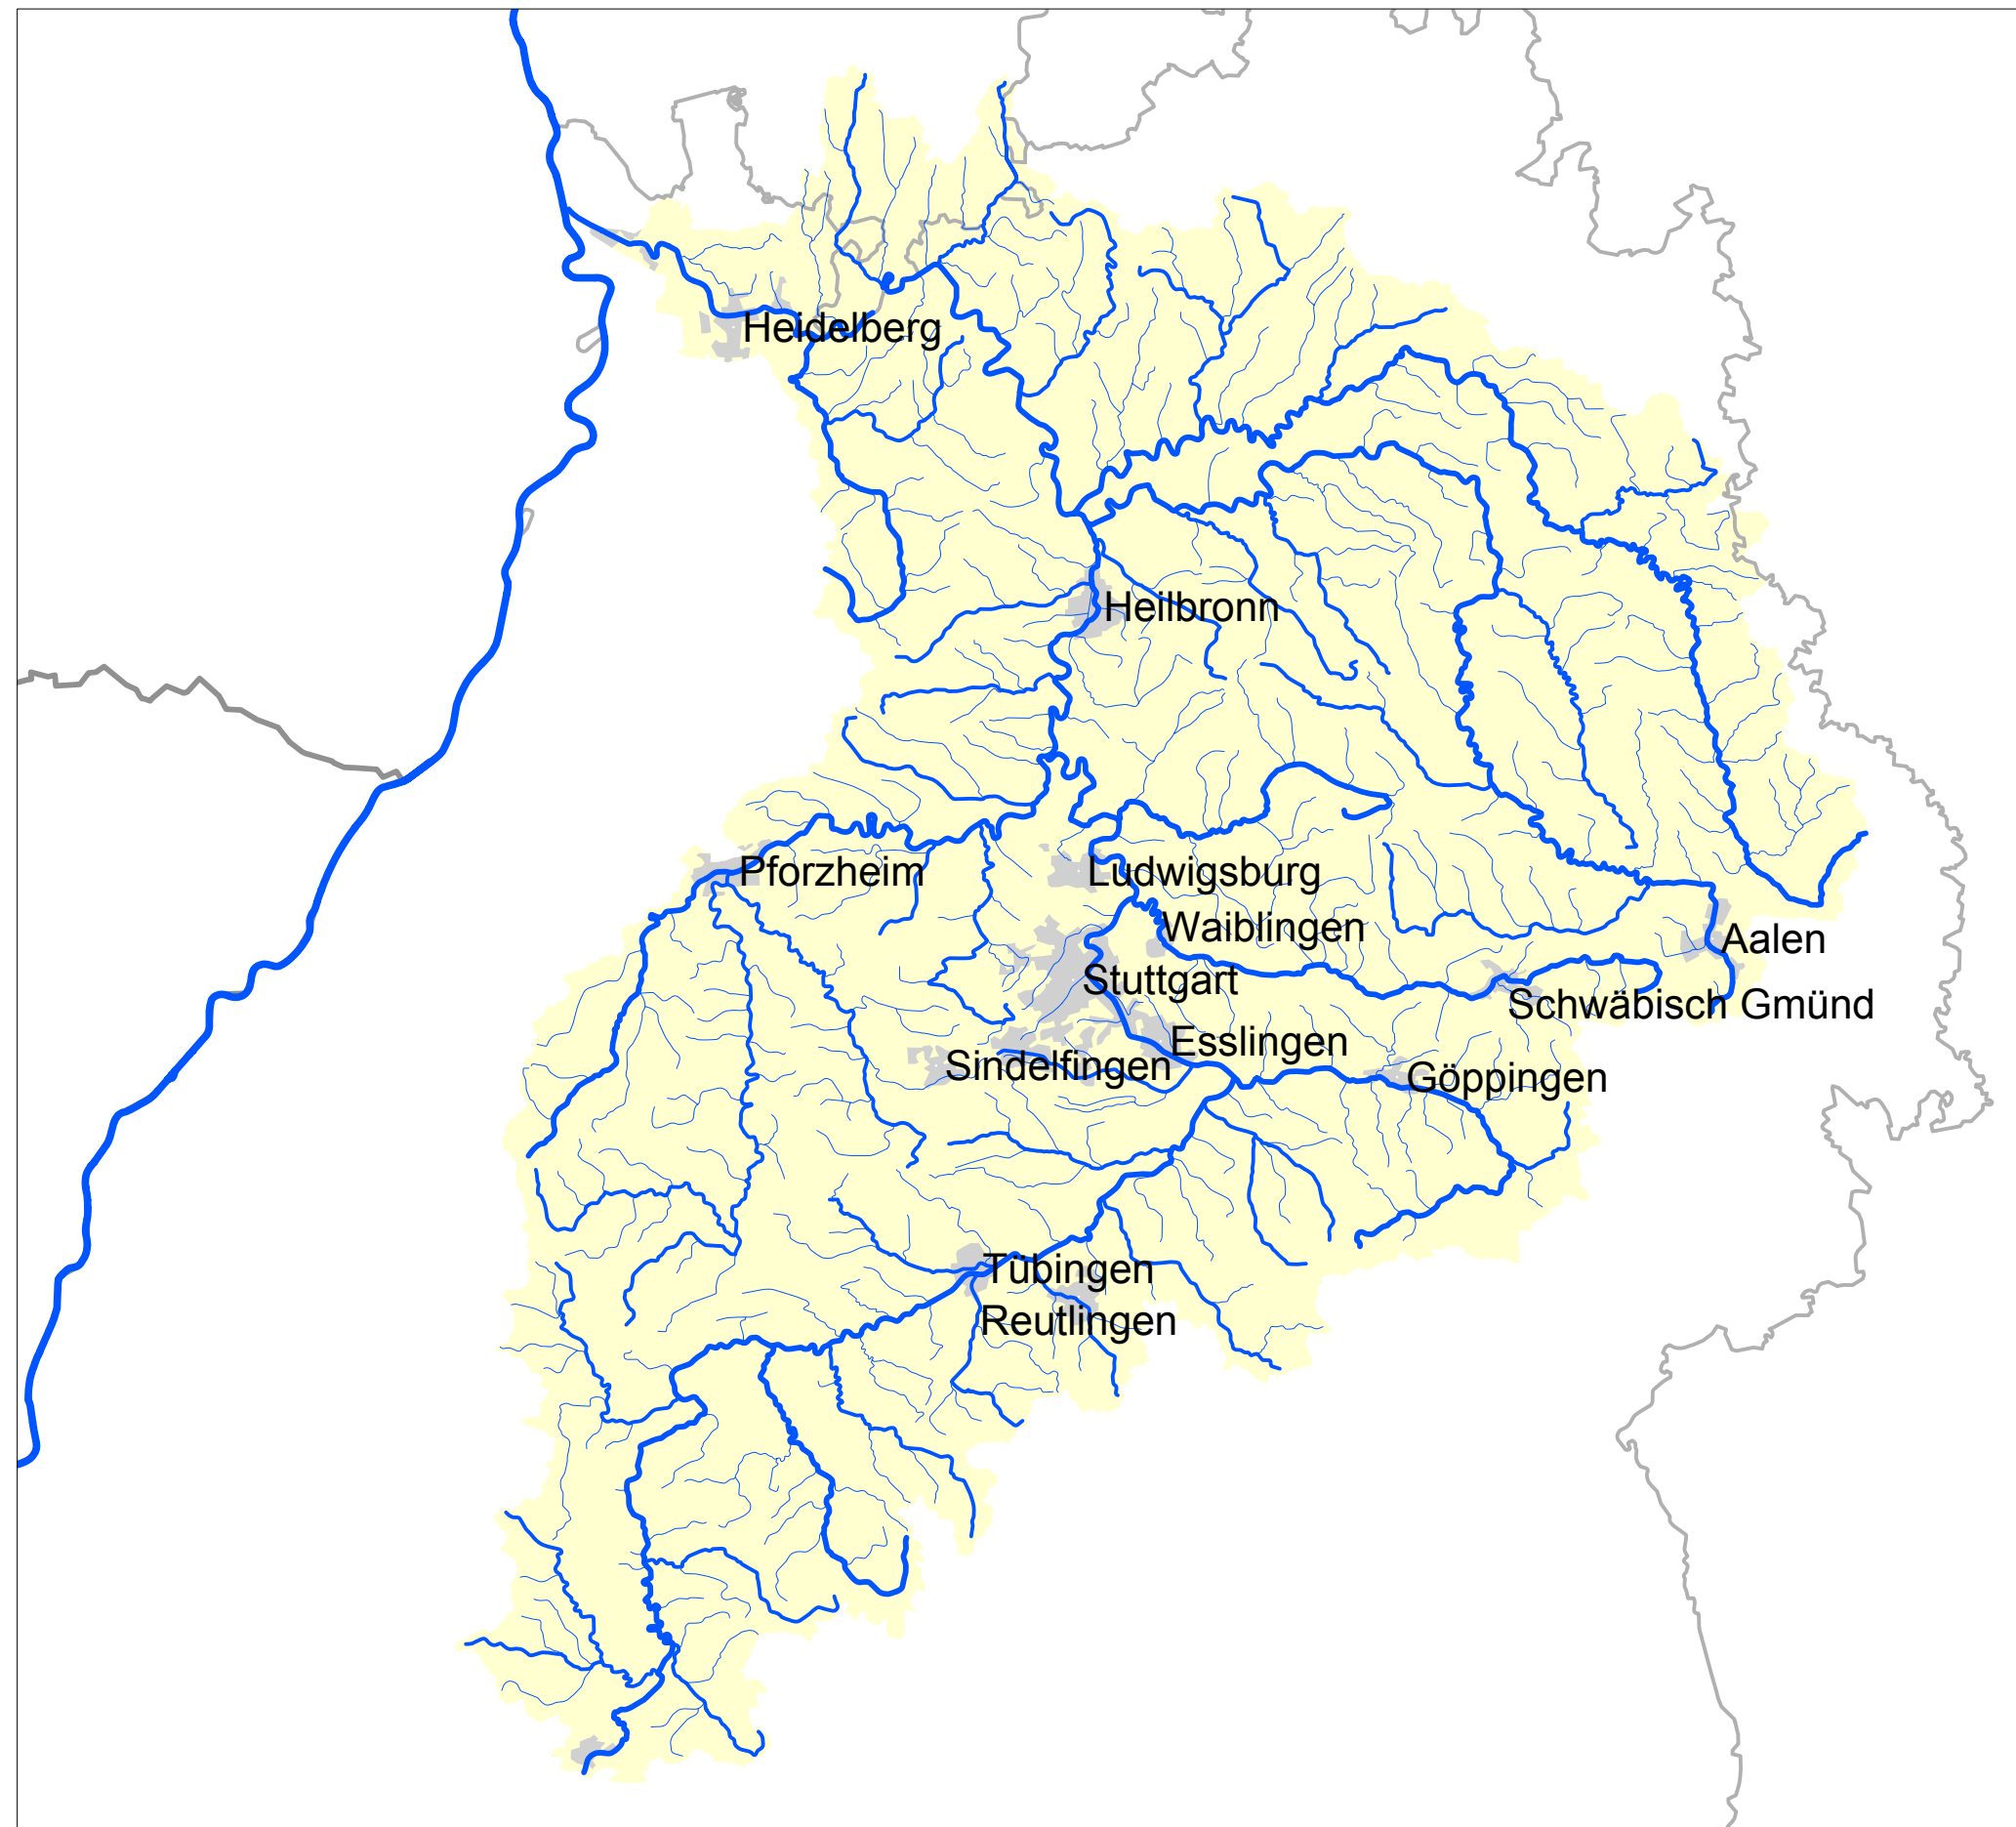 Heidelberg
Heilbronn
Pforzheim
Ludwigsburg
Waiblingen
Aalen
Stuttgart
Schwäbisch Gmünd
Esslingen
Sindelfingen
Göppingen
Tübingen
Reutlingen